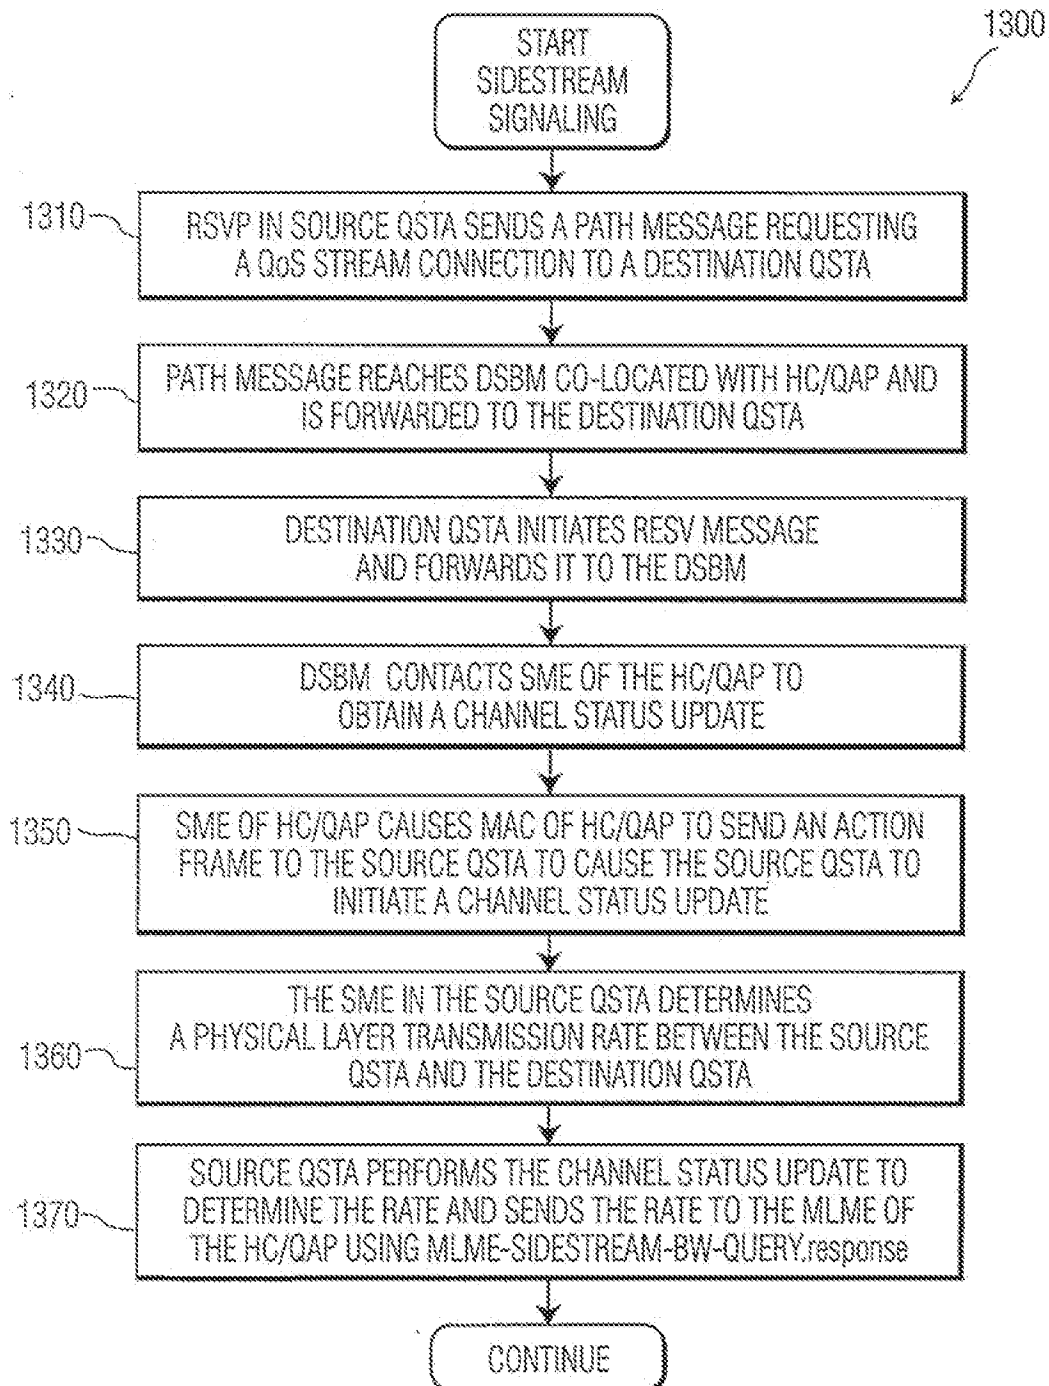 1300
START
SIDESTREAM
SIGNALING
1310
RSVP IN SOURCE QSTA SENDS A PATH MESSAGE REQUESTING
A QoS STREAM CONNECTION TO A DESTINATION QSTA
1320
PATH MESSAGE REACHES DSBM CO-LOCATED WITH HC/QAP AND
IS FORWARDED TO THE DESTINATION QSTA
1330
DESTINATION QSTA INITIATES RESV MESSAGE
AND FORWARDS IT TO THE DSBM
1340
DSBM CONTACTS SME OF THE HC/QAP TO
OBTAIN A CHANNEL STATUS UPDATE
1350
SME OF HC/QAP CAUSES MAC OF HC/QAP TO SEND AN ACTION
FRAME TO THE SOURCE QSTA TO CAUSE THE SOURCE QSTA TO
INITIATE A CHANNEL STATUS UPDATE
1360
THE SME IN THE SOURCE QSTA DETERMINES
A PHYSICAL LAYER TRANSMISSION RATE BETWEEN THE SOURCE
QSTA AND THE DESTINATION QSTA
1370
SOURCE QSTA PERFORMS THE CHANNEL STATUS UPDATE TO
DETERMINE THE RATE AND SENDS THE RATE TO THE MLME OF
THE HC/QAP USING MLME-SIDESTREAM-BW-QUERY.response
CONTINUE